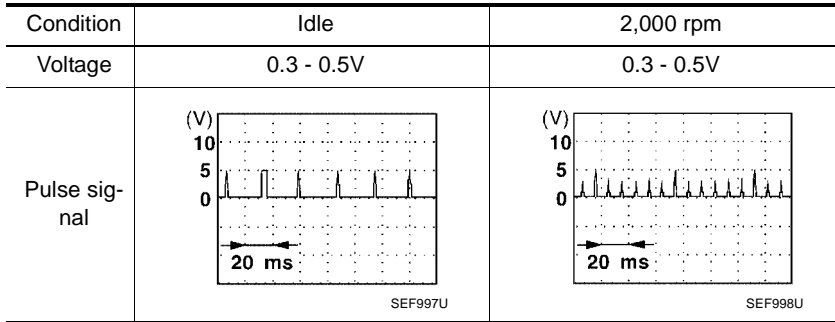 Condition Idle 2,000 rpm
Voltage 0.3 - 0.5V 0.3 - 0.5V
Pulse sig-
nal
(V)
10
5
0
20 ms
SEF997U
(V)
10
5
0
20 ms
SEF998U